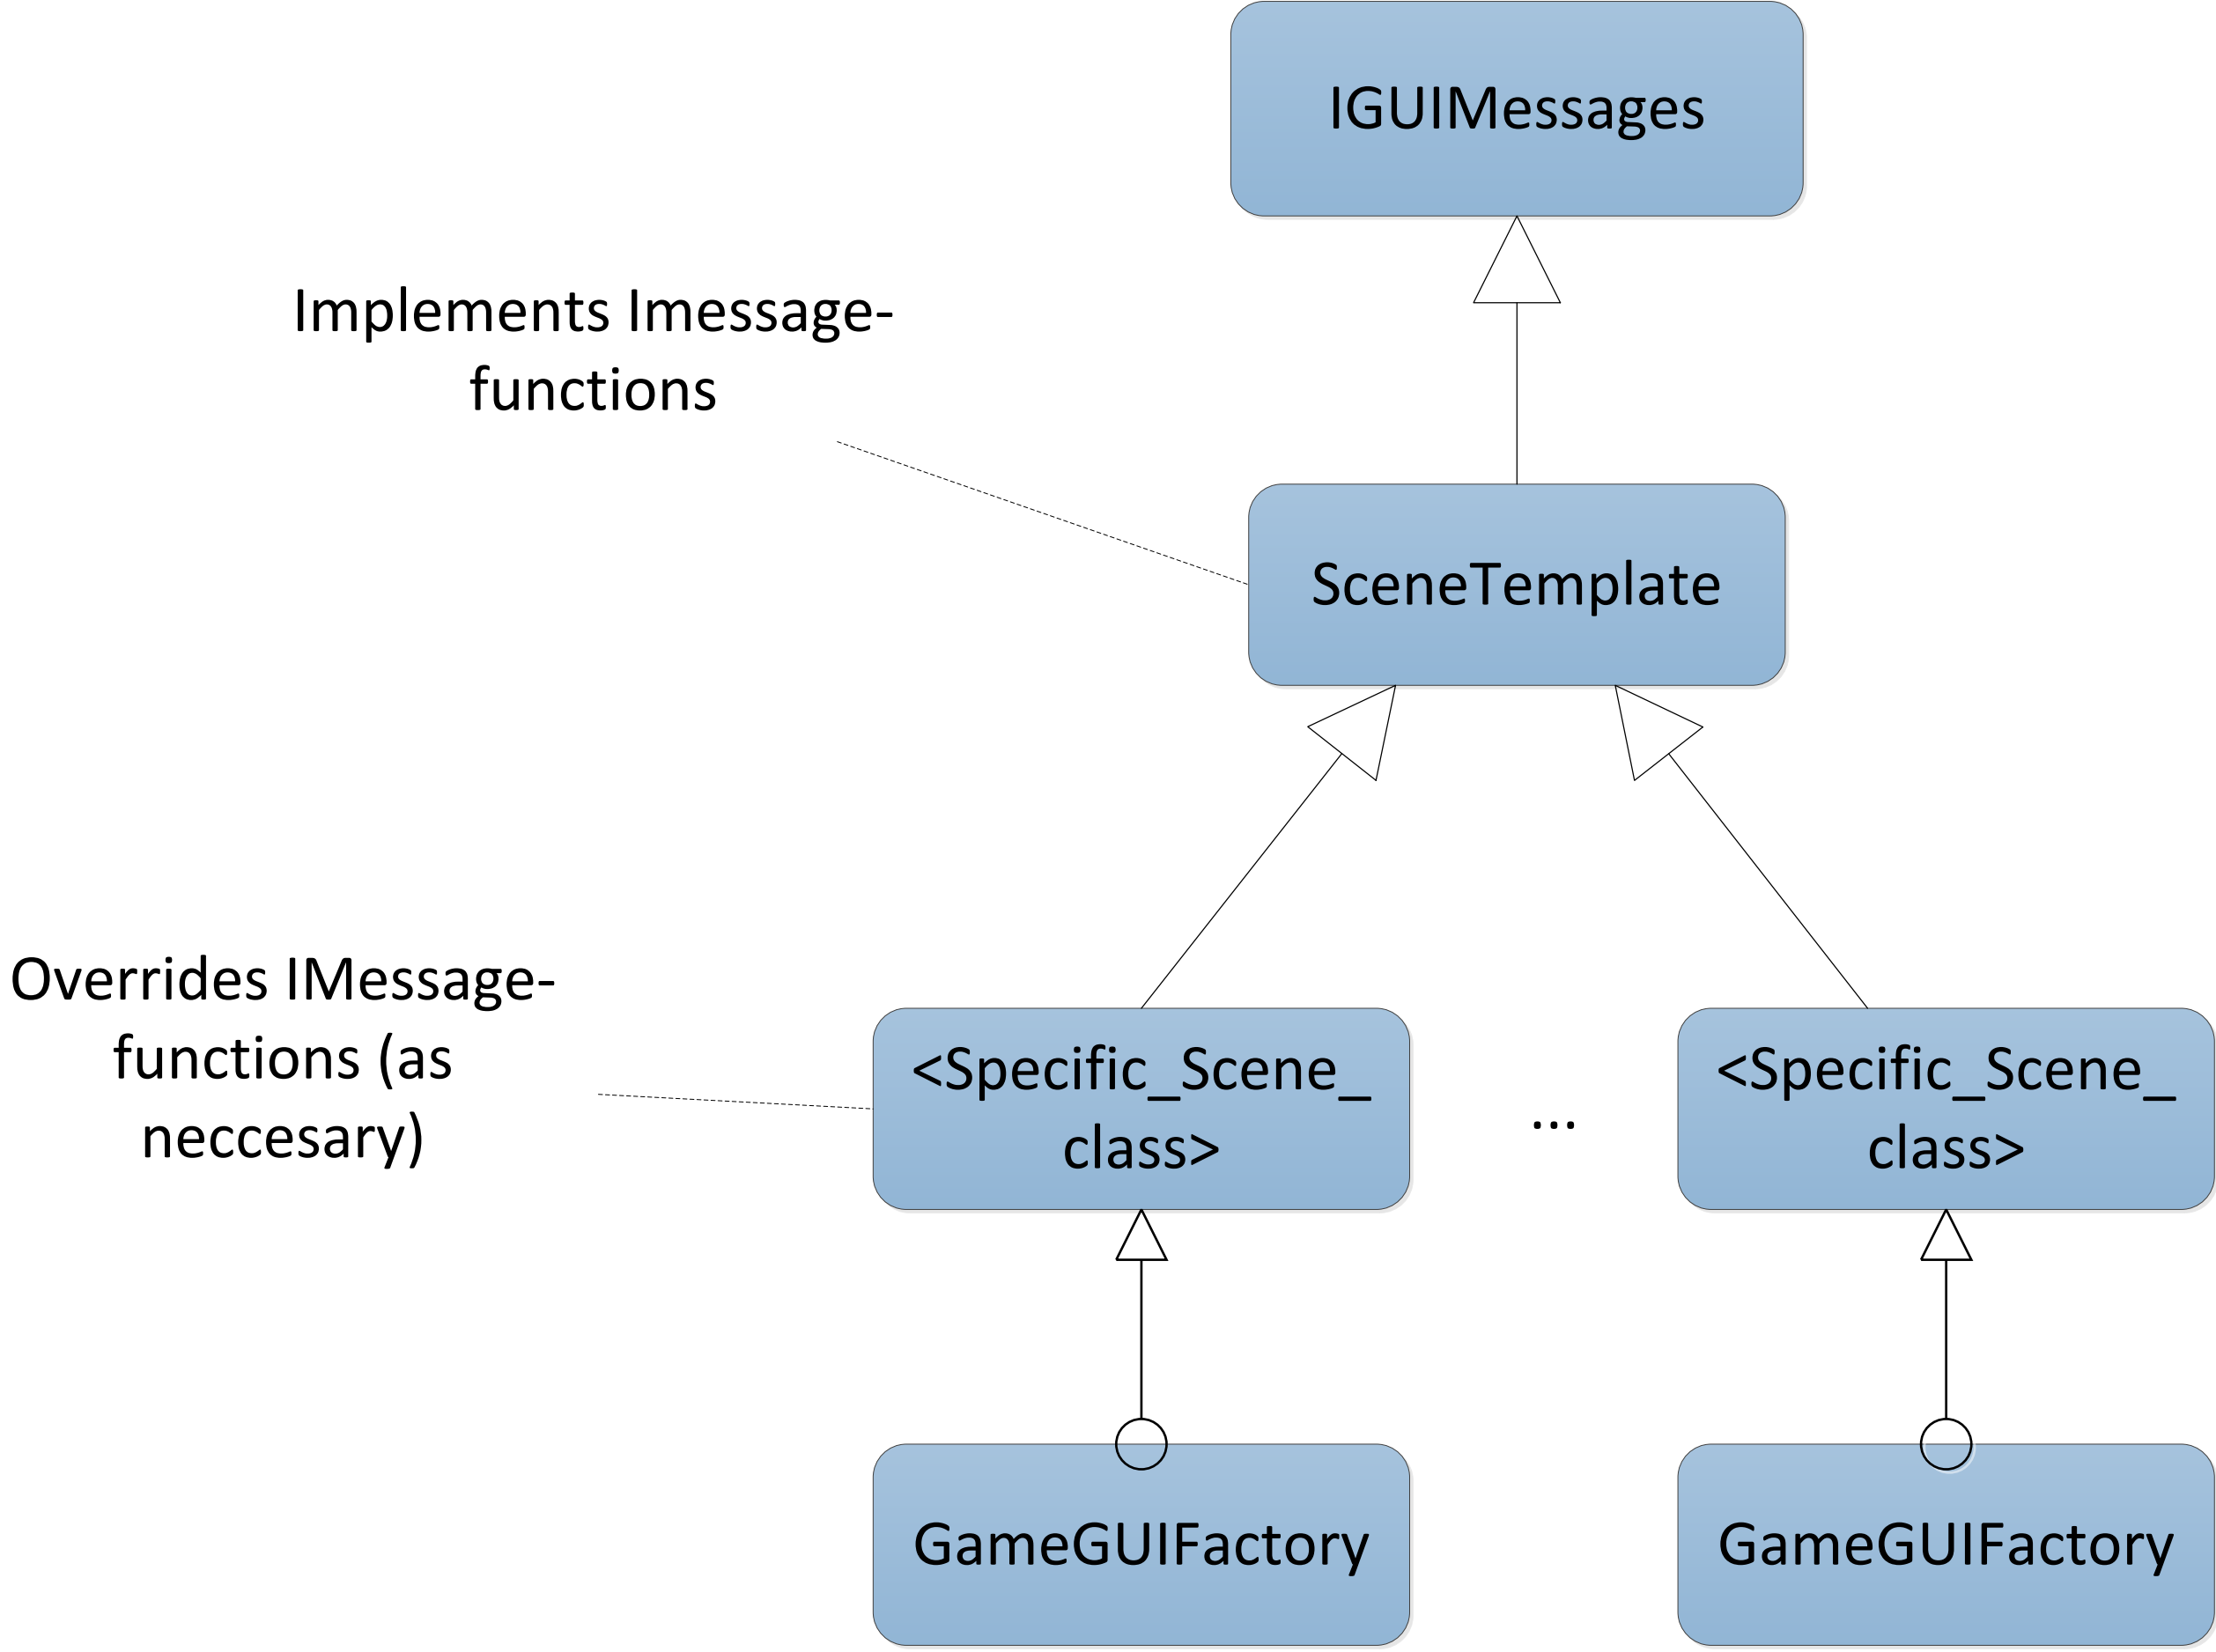 IGUIMessages
Implements Imessage-
functions
SceneTemplate
Overrides IMessage-
functions (as
neccesary)
<Specific_Scene_
class>
...
<specific_Scene_
class>
GameGUIFactory
GameGUIFactory